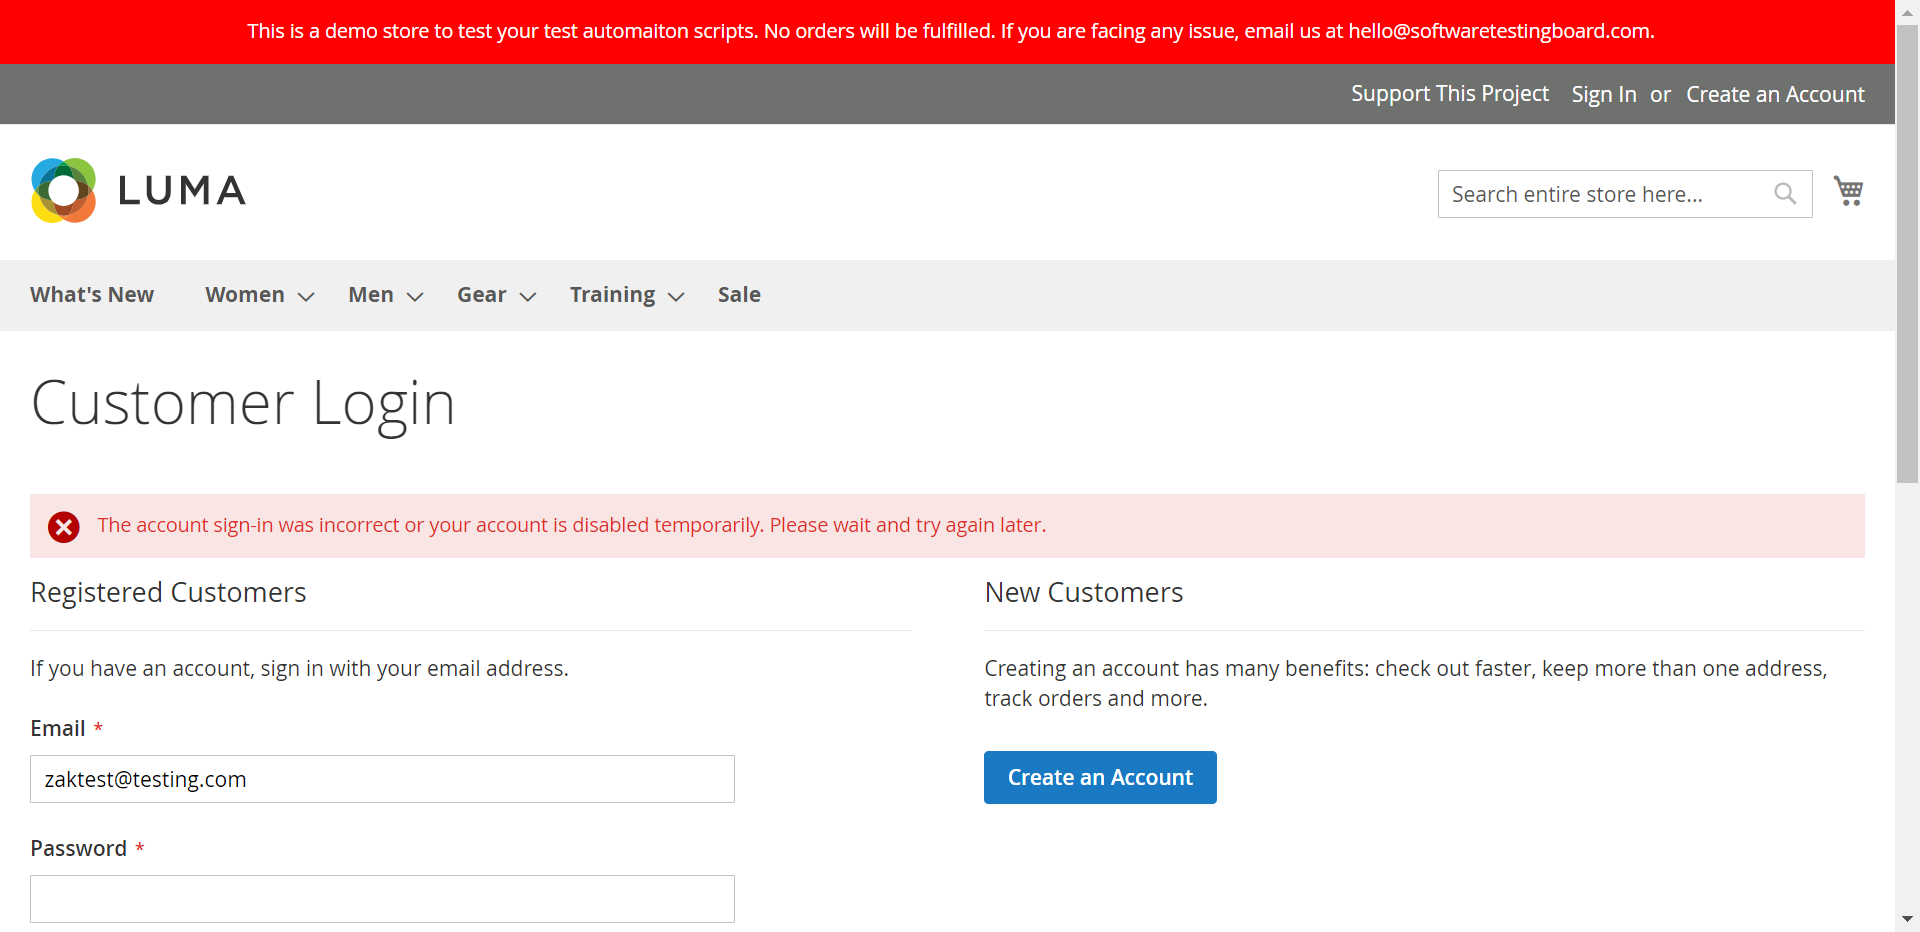 This is a demo store to test your test automaiton scripts. No orders will be fulfilled. If you are facing any issue, email us at hello@softwaretestingboard.com.
Support This Project Sign In or Create an Account
LUMA
Search entire store here...
What's New Women Men Gear Training Sale
Customer Login
The account sign-in was incorrect or your account is disabled temporarily. Please wait and try again later.
Registered Customers
If you have an account, sign in with your email address.
Email *
zaktest@testing.com
Password *
New Customers
Creating an account has many benefits: check out faster, keep more than one address,
track orders and more.
Create an Account